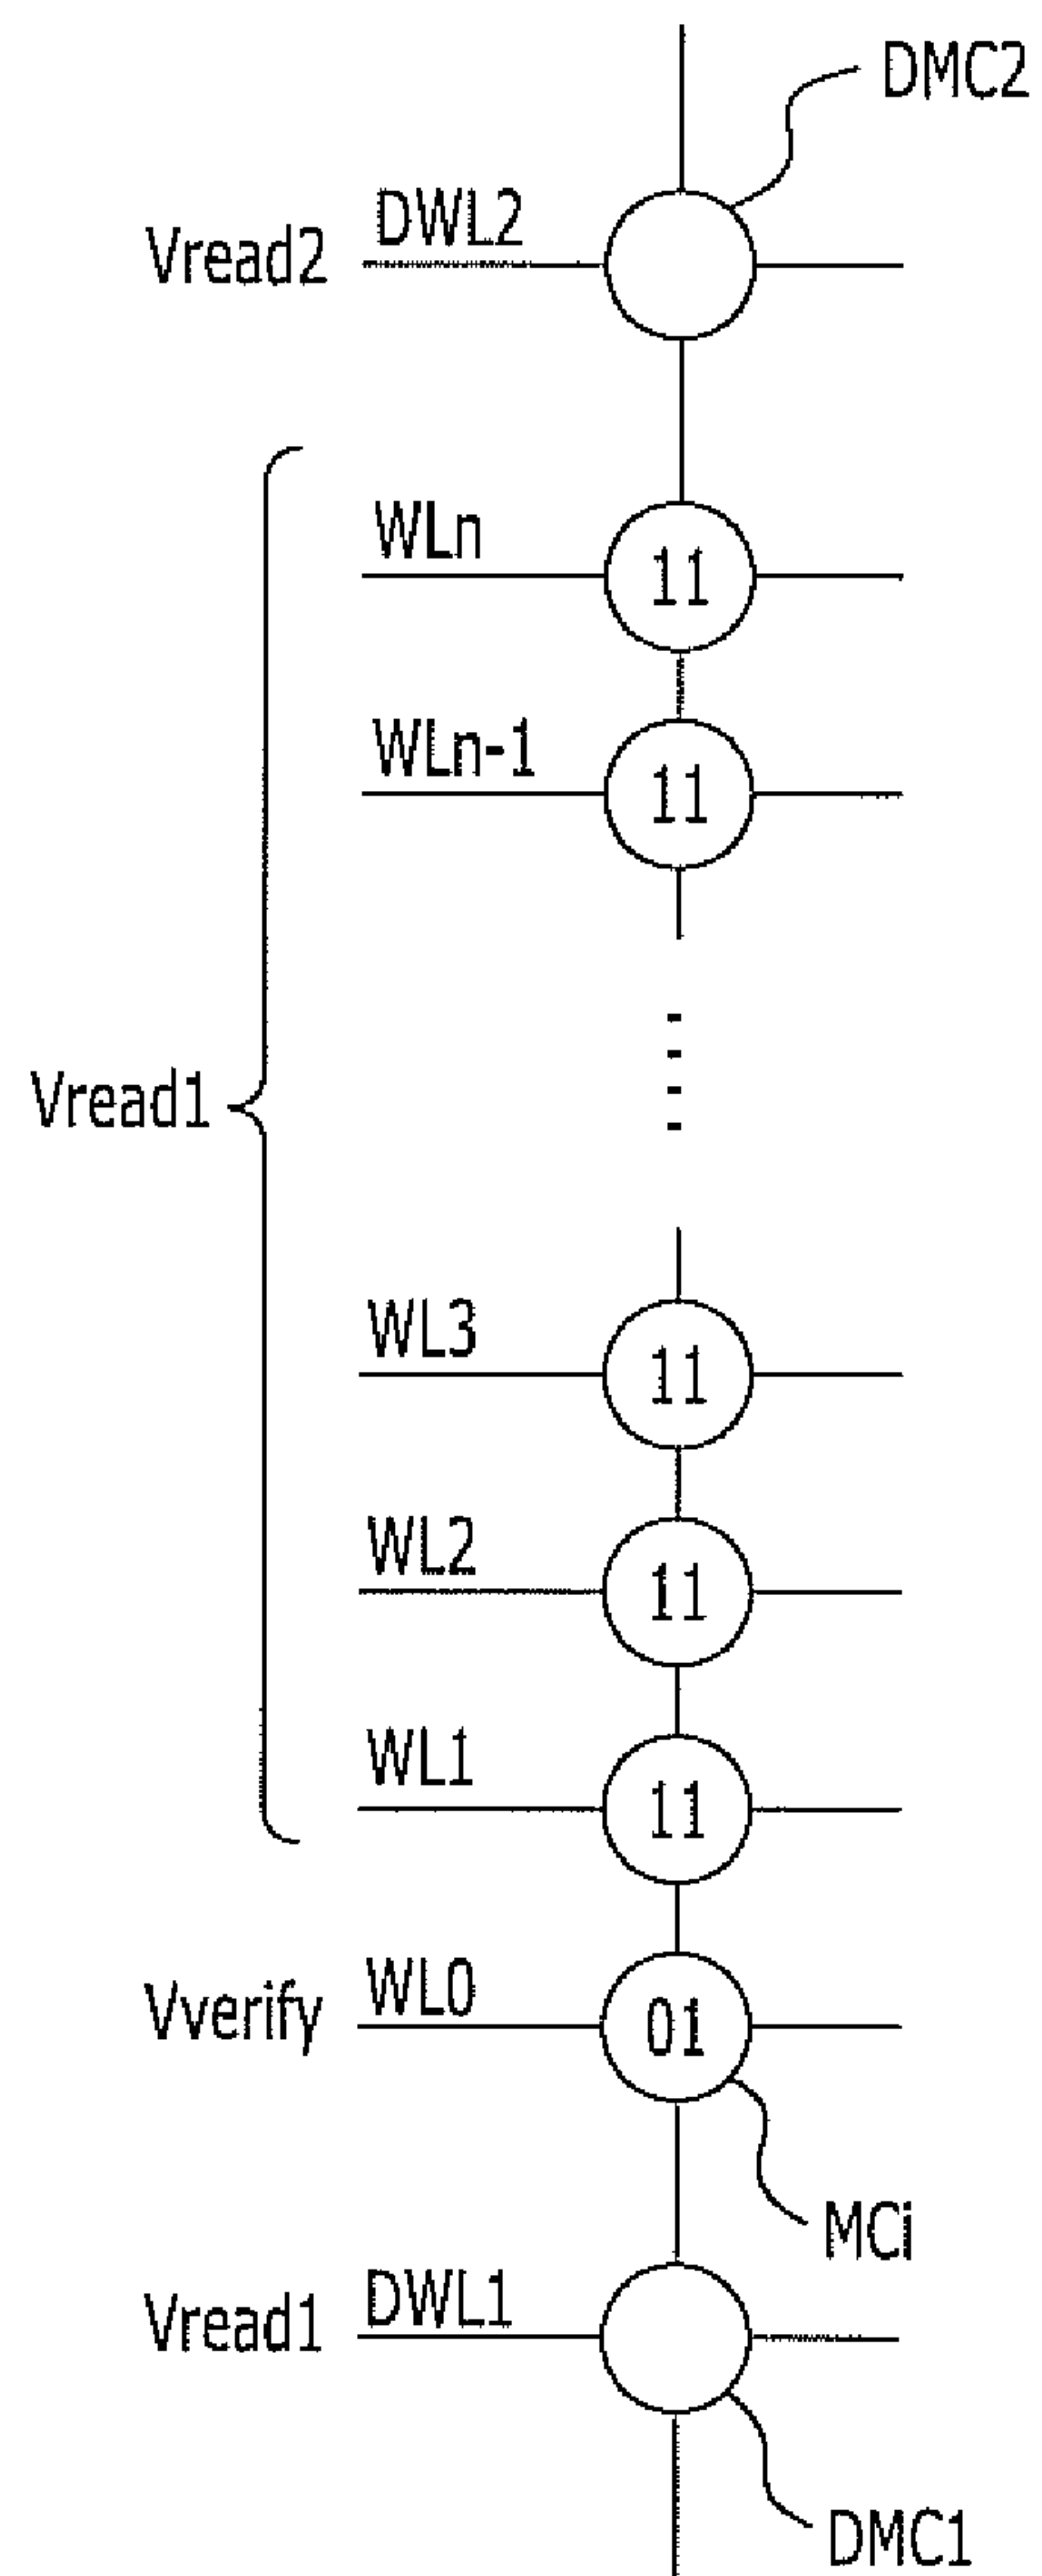 DMC2
Vread2 DWL2
WLn
11
WLn-1
11
Vread1
WL3
11
WL2
11
WL1
11
Vverify WL0
01
MCi
Vread1 DWL1
DMC1